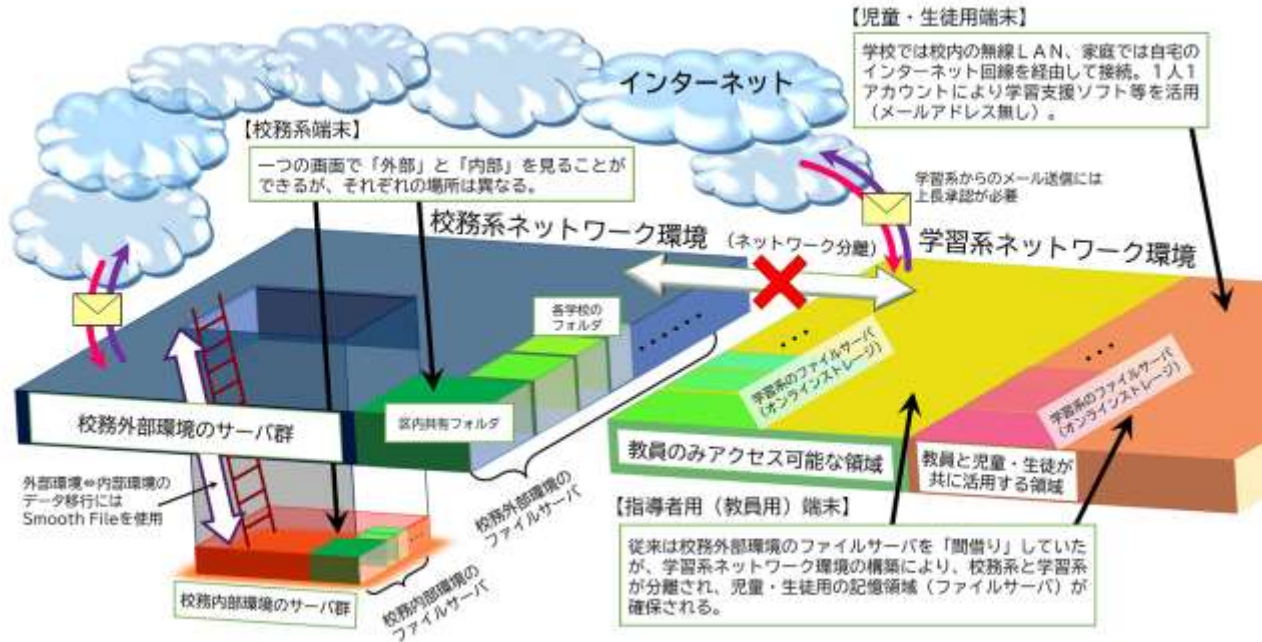 【児童・生徒用端末】
学校では校内の無線LAN、家庭では自宅の
インターネット回線を経由して接続。1人1
アカウントにより学習支援ソフト等を活用
(メールアドレス無し)。
インターネット
【校務系端末】
一つの画面で「外部」と「内部」を見ることが
できるが、それぞれの場所は異なる。
学習系からのメール送信には
上長承認が必要
校務系ネットワーク環境
(ネットワーク分離)
学習系ネットワーク環境
各学校の
フォルダ
学習系のファイルサーバ
(オンラインストレージ)
学習系のファイルサーバ
(オンラインストレージ)
区内共有フォルダ
校務外部環境のサーバ群
教員のみアクセス可能な領域
教員と児童・生徒が
共に活用する領域
外部環境⇔内部環境の
データ移行には
Smooth Fileを使用
校務外部環境の
ファイルサーバ
【指導者用(教員用)端末】
従来は校務外部環境のファイルサーバを「間借り」していた
が、学習系ネットワーク環境の構築により、校務系と学習系
が分離され、児童・生徒用の記憶領域(ファイルサーバ)が
確保される。
校務内部環境のサーバ群
校務内部環境の
ファイルサーバ